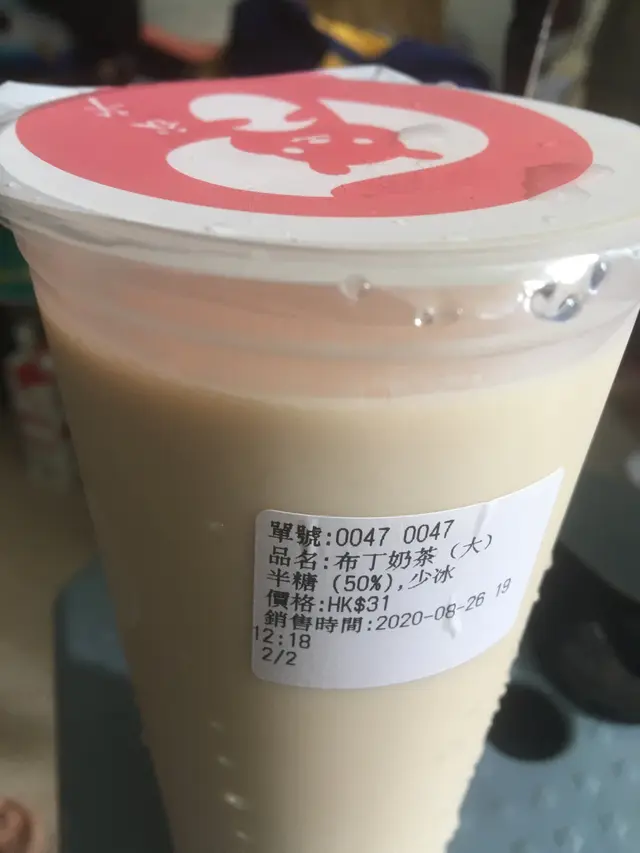 單號:0047 0047
品名:布丁奶茶（大）
半糖 (50%),少冰
價格:HK$31
銷售時間:2020-08-26 19
12:18
2/2